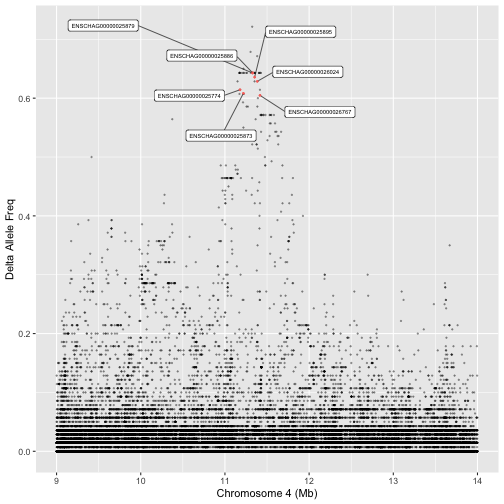 ENSCHAG00000025879
ENSCHAG00000025895
ENSCHAG00000025886
ENSCHAG00000026024
ENSCHAG00000025774
ENSCHAG00000026767
ENSCHAG00000025873
0.6
0.4
0.2
0.0
Delta Allele Freq
9 10 11 12 13 14
Chromosome 4 (Mb)